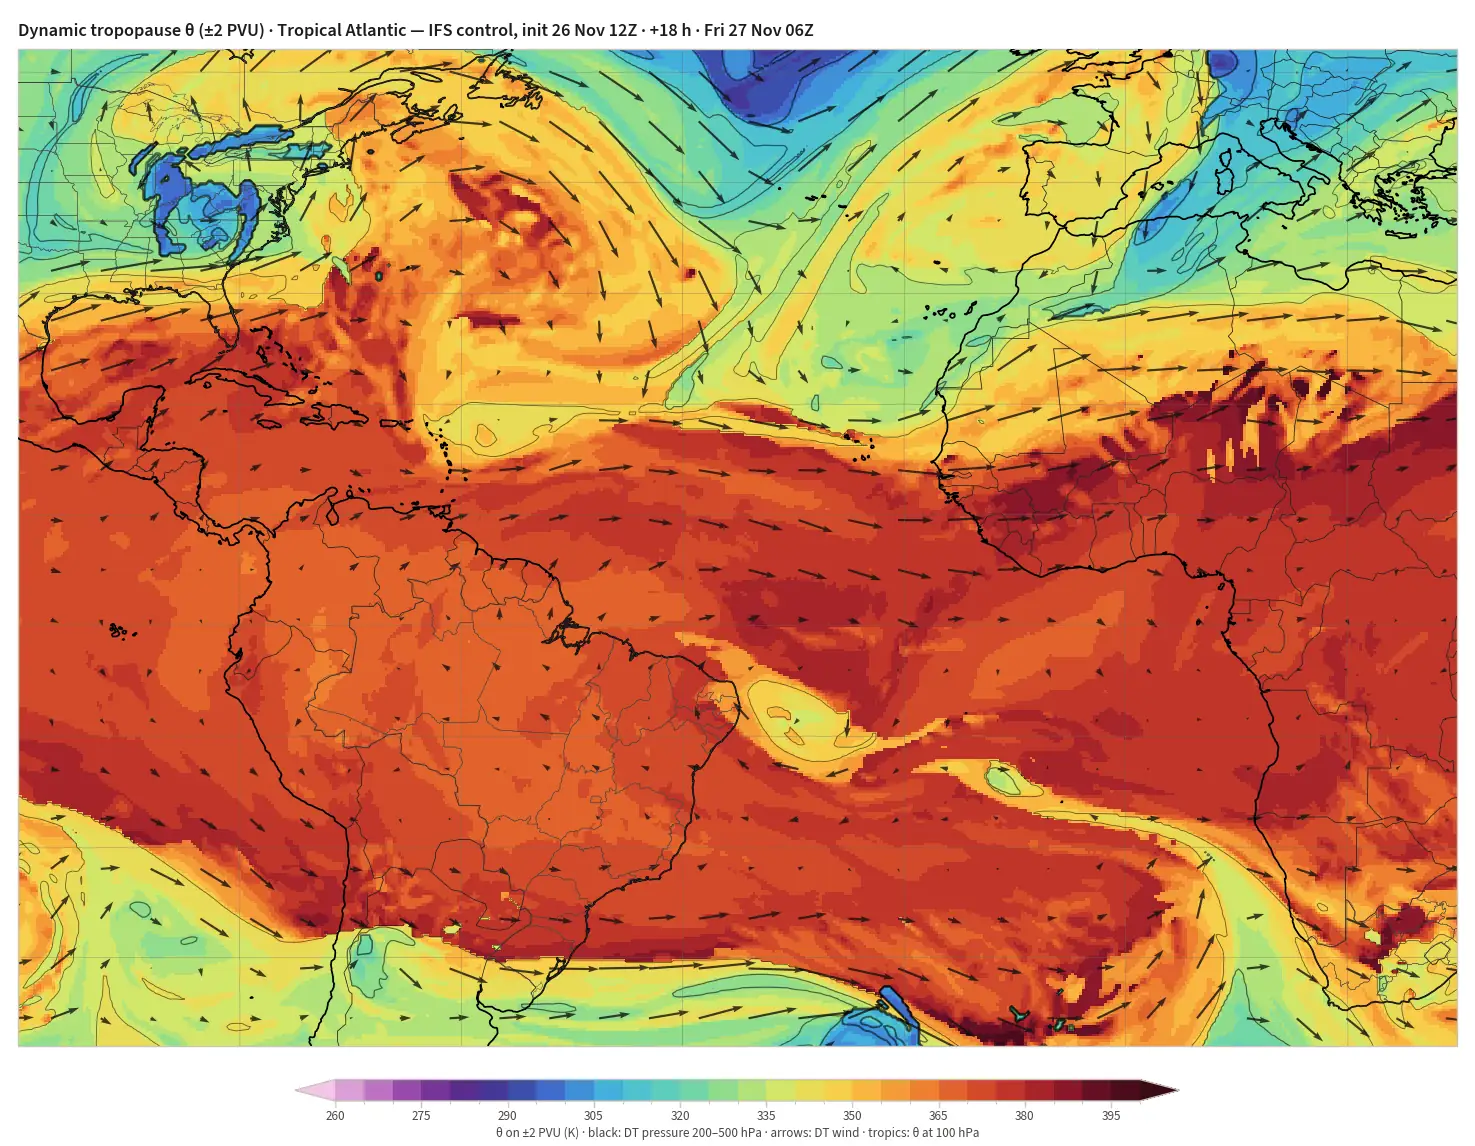 Dynamic tropopause θ (±2 PVU) · Tropical Atlantic — IFS control, init 26 Nov 12Z · +18 h · Fri 27 Nov 06Z
260 275 290 305 320 335 350 365 380 395
θ on ±2 PVU (K) · black: DT pressure 200–500 hPa · arrows: DT wind · tropics: θ at 100 hPa